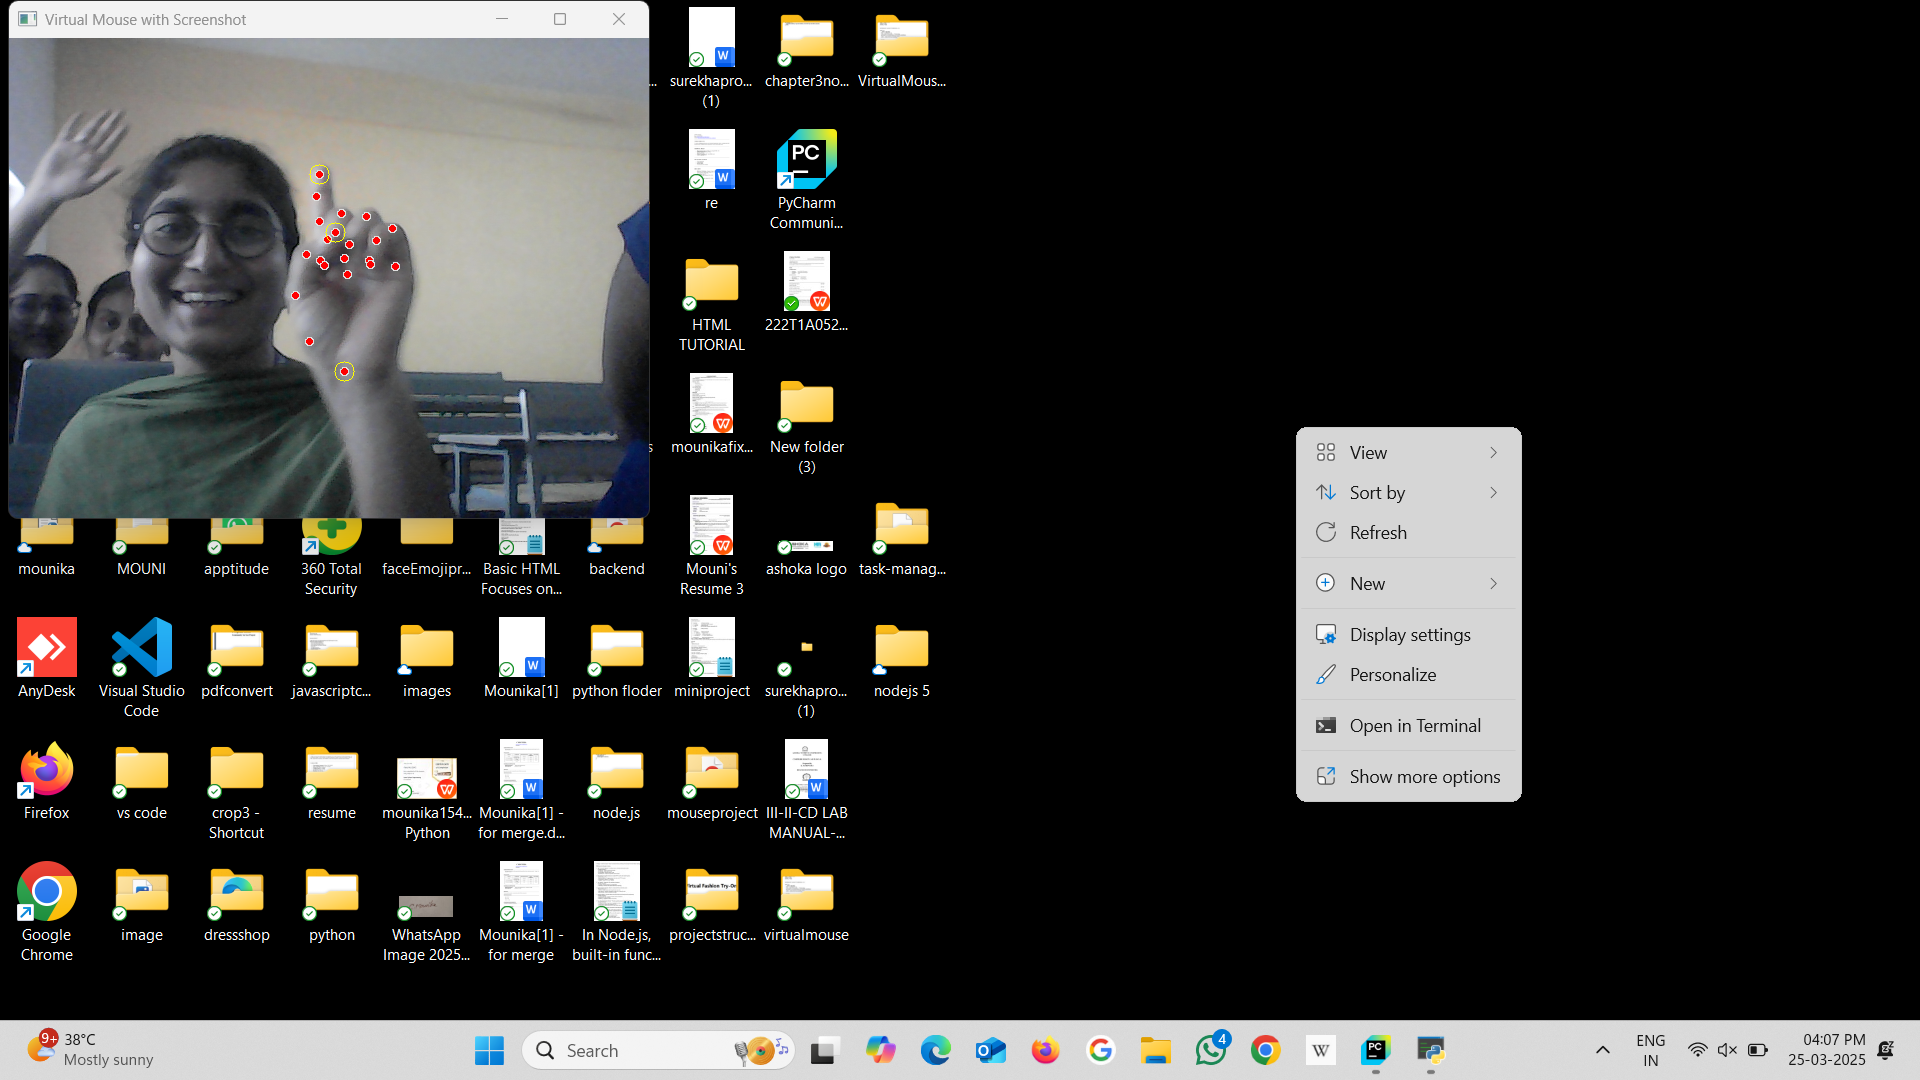 Virtual Mouse with Screenshot
surekhapro...
(1)
chapter3no...
VirtualMous...
re
PyCharm
Communi...
HTML
TUTORIAL
222T1A052...
mounikafix...
New folder
(3)
mounika
MOUNI
apptitude
360 Total
Security
faceEmojipr...
Basic HTML
Focuses on...
backend
Mouni's
Resume 3
ashoka logo
task-manag...
AnyDesk
Visual Studio
Code
pdfconvert
javascriptc...
images
Mounika[1]
python floder
miniproject
surekhapro...
(1)
nodejs 5
Firefox
vs code
crop3 -
Shortcut
resume
mounika154...
Python
Mounika[1] -
for merge.d...
node.js
mouseproject
III-II-CD LAB
MANUAL-...
Google
Chrome
image
dressshop
python
WhatsApp
Image 2025...
Mounika[1] -
for merge
In Node.js,
built-in func...
projectstruc...
virtualmouse
View
Sort by
Refresh
New
Display settings
Personalize
Open in Terminal
Show more options
9+
38°C
Mostly sunny
Search
4
ENG
IN
04:07 PM
25-03-2025